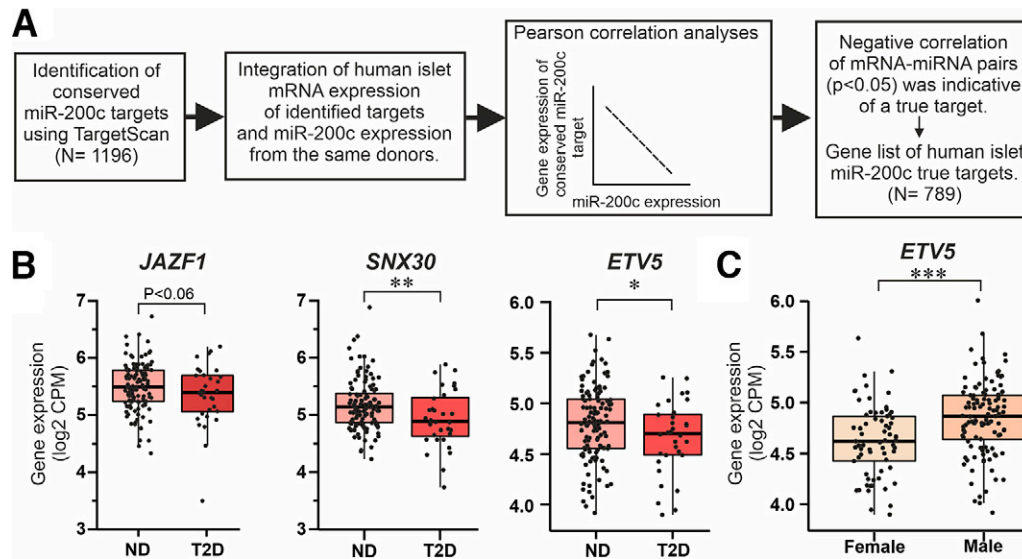 A
Identification of
conserved
miR-200c targets
using TargetScan
(N= 1196)
Integration of human islet
mRNA expression
of identified targets
and miR-200c expression
from the same donors.
Pearson correlation analyses
Gene expression of
conserved miR-200c
target
miR-200c expression
Negative correlation
of mRNA-miRNA pairs
(p<0.05) was indicative
of a true target.
Gene list of human islet
miR-200c true targets.
(N= 789)
B
JAZF1
P<0.06
Gene expression
(log2 CPM)
7
6
5
4
3
ND T2D
SNX30
**
7
6
5
4
3
ND T2D
ETV5
*
6.0
5.5
5.0
4.5
4.0
ND T2D
C
ETV5
***
Gene expression
(log2 CPM)
6.0
5.5
5.0
4.5
4.0
Female Male